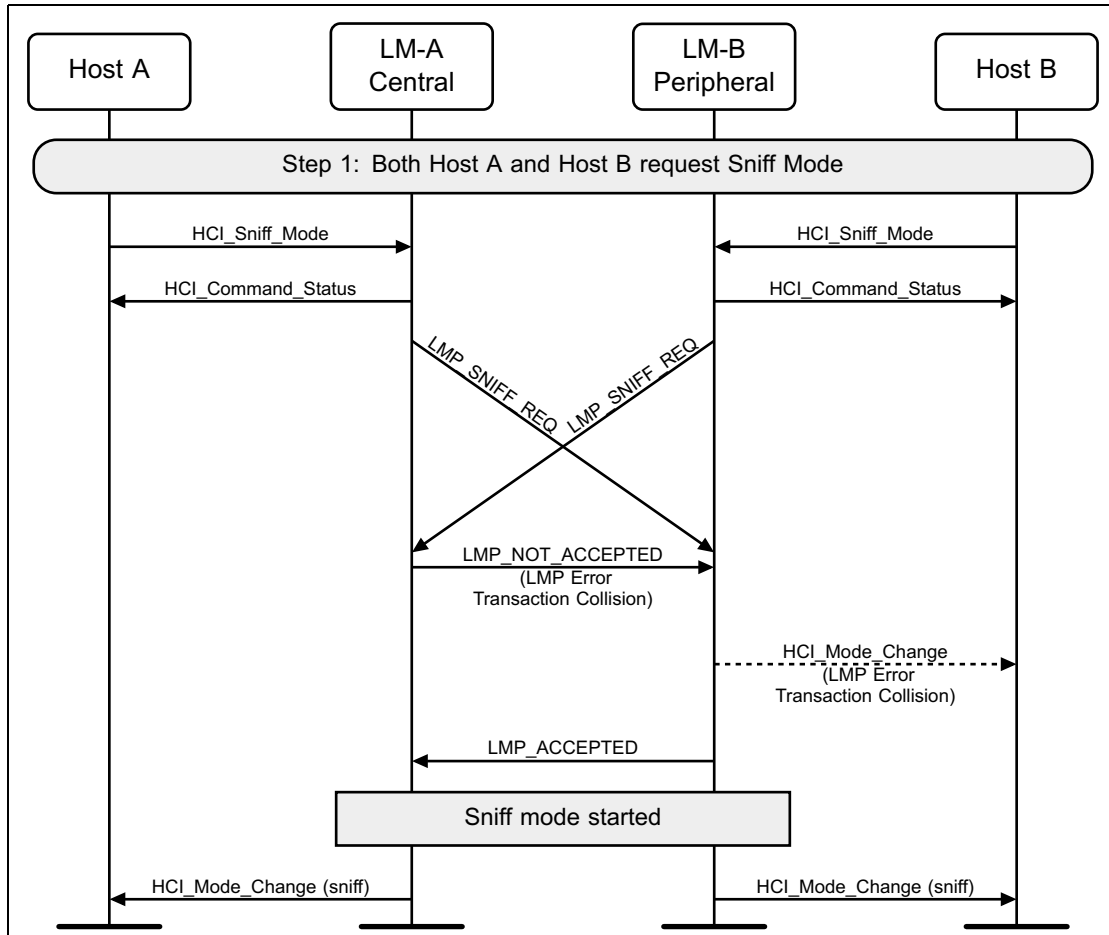 Host A
LM-A
Central
LM-B
Peripheral
Host B
Step 1: Both Host A and Host B request Sniff Mode
HCI_Sniff_Mode
HCI_Sniff_Mode
HCI_Command_Status
HCI_Command_Status
LMP_SNIFF_REQ
LMP_SNIFF_REQ
LMP_NOT_ACCEPTED
(LMP Error
Transaction Collision)
HCI_Mode_Change
(LMP Error
Transaction Collision)
LMP_ACCEPTED
Sniff mode started
HCI_Mode_Change (sniff)
HCI_Mode_Change (sniff)